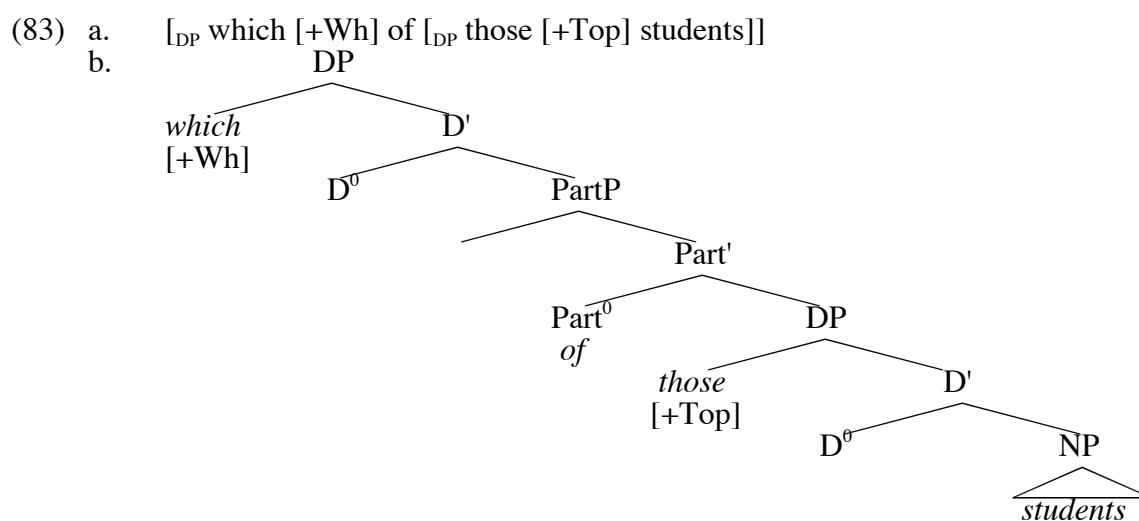 (83) a. [DP which [+Wh] of [DP those [+Top] students]]
b.
DP
which D'
[+Wh]
D⁰ PartP
Part'
Part⁰ DP
of
those D'
[+Top]
D⁰ NP
students